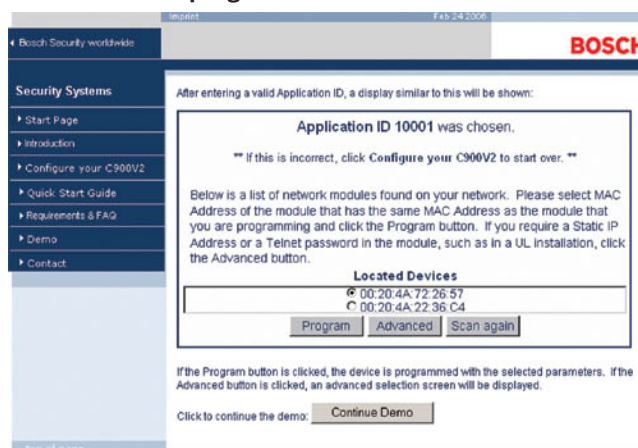 Imprint
Feb 24 2006
Bosch Security worldwide
BOSCH
Security Systems
Start Page
Introduction
Configure your C900V2
Quick Start Guide
Requirements & FAQ
Demo
Contact
After entering a valid Application ID, a display similar to this will be shown:
Application ID 10001 was chosen.
** If this is incorrect, click Configure your C900V2 to start over. **
Below is a list of network modules found on your network. Please select MAC
Address of the module that has the same MAC Address as the module that
you are programming and click the Program button. If you require a Static IP
Address or a Telnet password in the module, such as in a UL installation, click
the Advanced button.
Located Devices
00:20:4A:72:26:57
00:20:4A:22:36:C4
Program Advanced Scan again
If the Program button is clicked, the device is programmed with the selected parameters. If the
Advanced button is clicked, an advanced selection screen will be displayed.
Click to continue the demo: Continue Demo